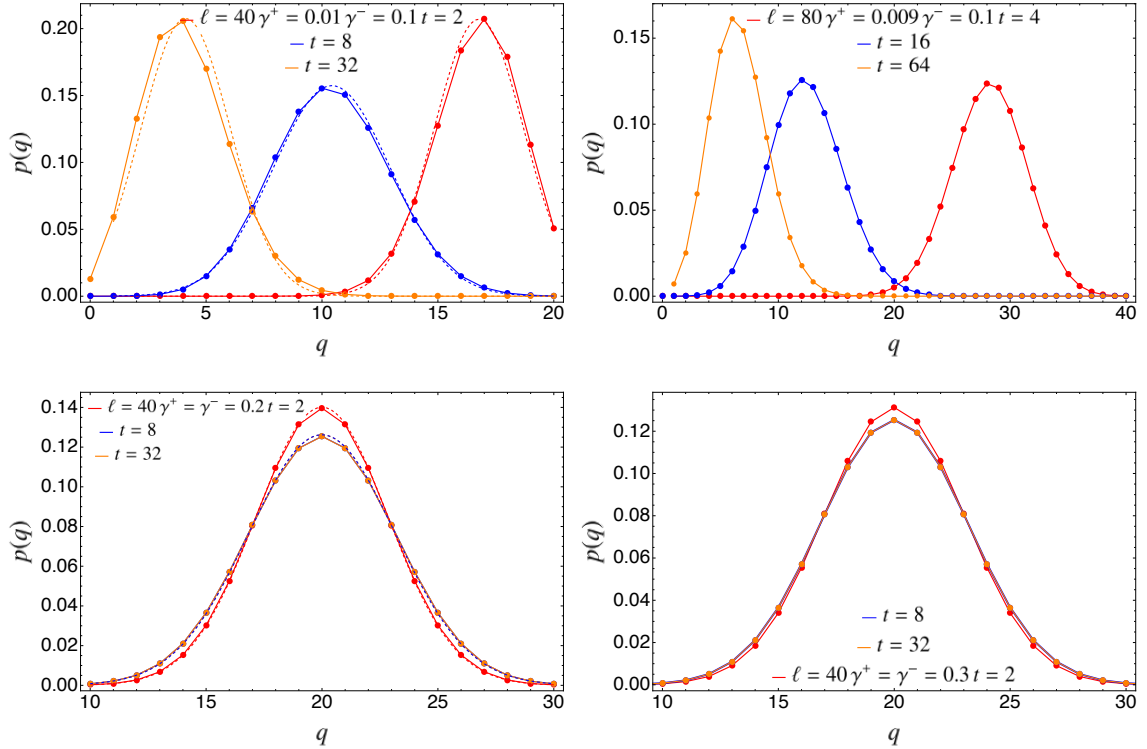 ℓ = 40 γ⁺ = 0.01 γ⁻ = 0.1 t = 2
t = 8
t = 32
p(q)
0.20
0.15
0.10
0.05
0.00
0 5 10 15 20
q
ℓ = 80 γ⁺ = 0.009 γ⁻ = 0.1 t = 4
t = 16
t = 64
p(q)
0.15
0.10
0.05
0.00
0 10 20 30 40
q
ℓ = 40 γ⁺ = γ⁻ = 0.2 t = 2
t = 8
t = 32
p(q)
0.14
0.12
0.10
0.08
0.06
0.04
0.02
0.00
10 15 20 25 30
q
p(q)
0.12
0.10
0.08
0.06
0.04
0.02
0.00
t = 8
t = 32
ℓ = 40 γ⁺ = γ⁻ = 0.3 t = 2
10 15 20 25 30
q